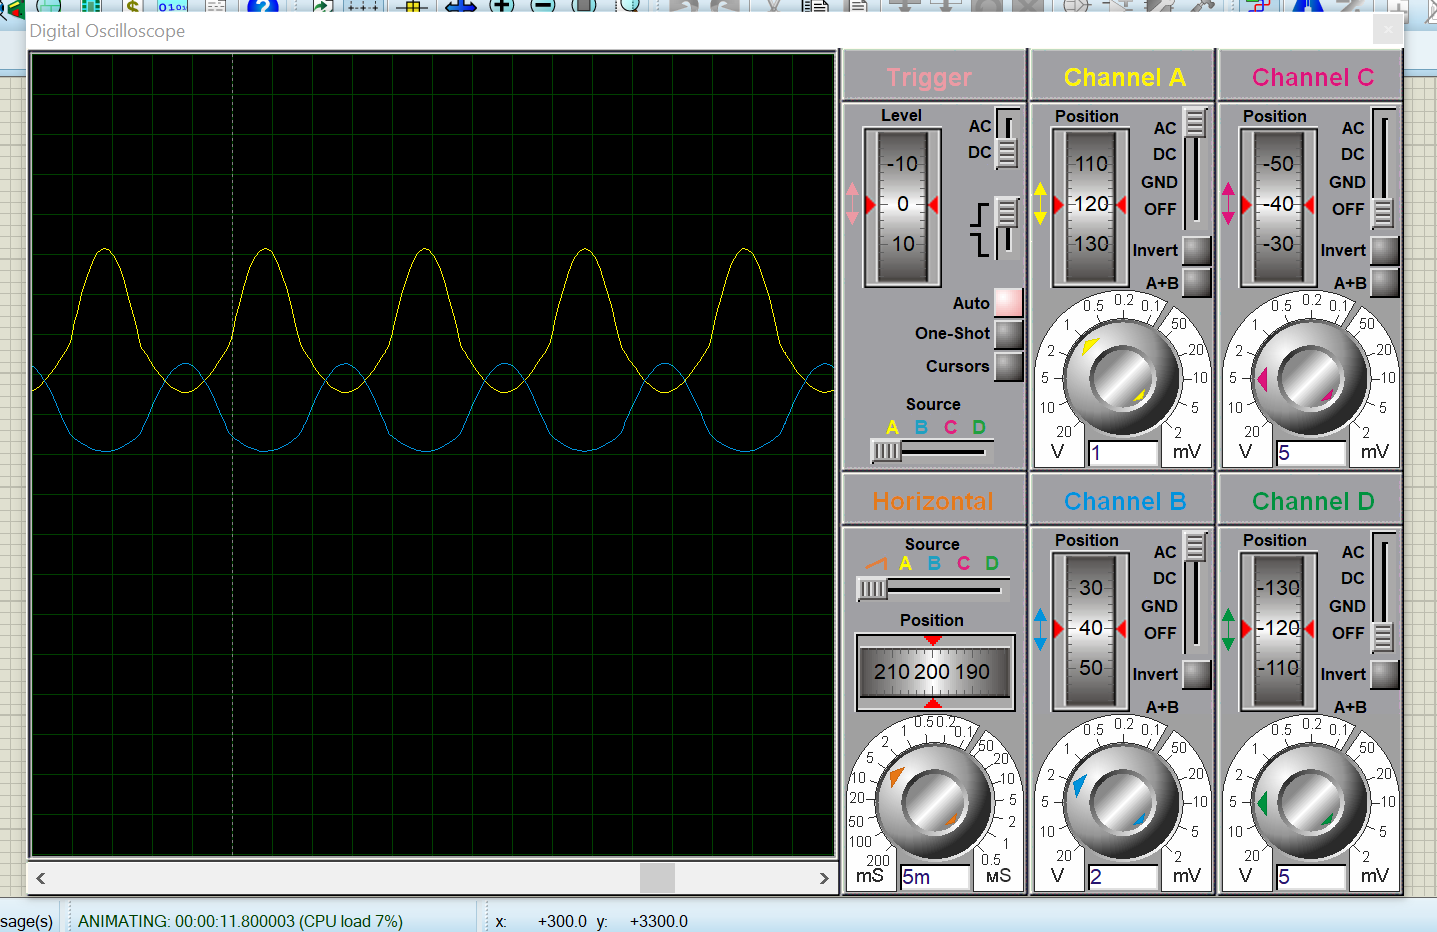 $
0101
?
Digital Oscilloscope
×
Trigger
Level
AC
DC
-10
0
10
Auto
One-Shot
Cursors
Source
A B C D
Channel A
Position
AC
DC
GND
OFF
110
120
130
Invert
A+B
0.5 0.2 0.1
1 50
2 20
5 10
10 5
20 2
V 1 mV
Channel C
Position
AC
DC
GND
OFF
-50
-40
-30
Invert
A+B
0.5 0.2 0.1
1 50
2 20
5 10
10 5
20 2
V 5 mV
Horizontal
Source
A B C D
Position
210 200 190
0.5 0.2 0.1
1 50
2 20
5 10
10 5
20 2
50 1
100 0.5
200
mS 5m мS
Channel B
Position
AC
DC
GND
OFF
30
40
50
Invert
A+B
0.5 0.2 0.1
1 50
2 20
5 10
10 5
20 2
V 2 mV
Channel D
Position
AC
DC
GND
OFF
-130
-120
-110
Invert
A+B
0.5 0.2 0.1
1 50
2 20
5 10
10 5
20 2
V 5 mV
sage(s) ANIMATING: 00:00:11.800003 (CPU load 7%) x: +300.0 y: +3300.0